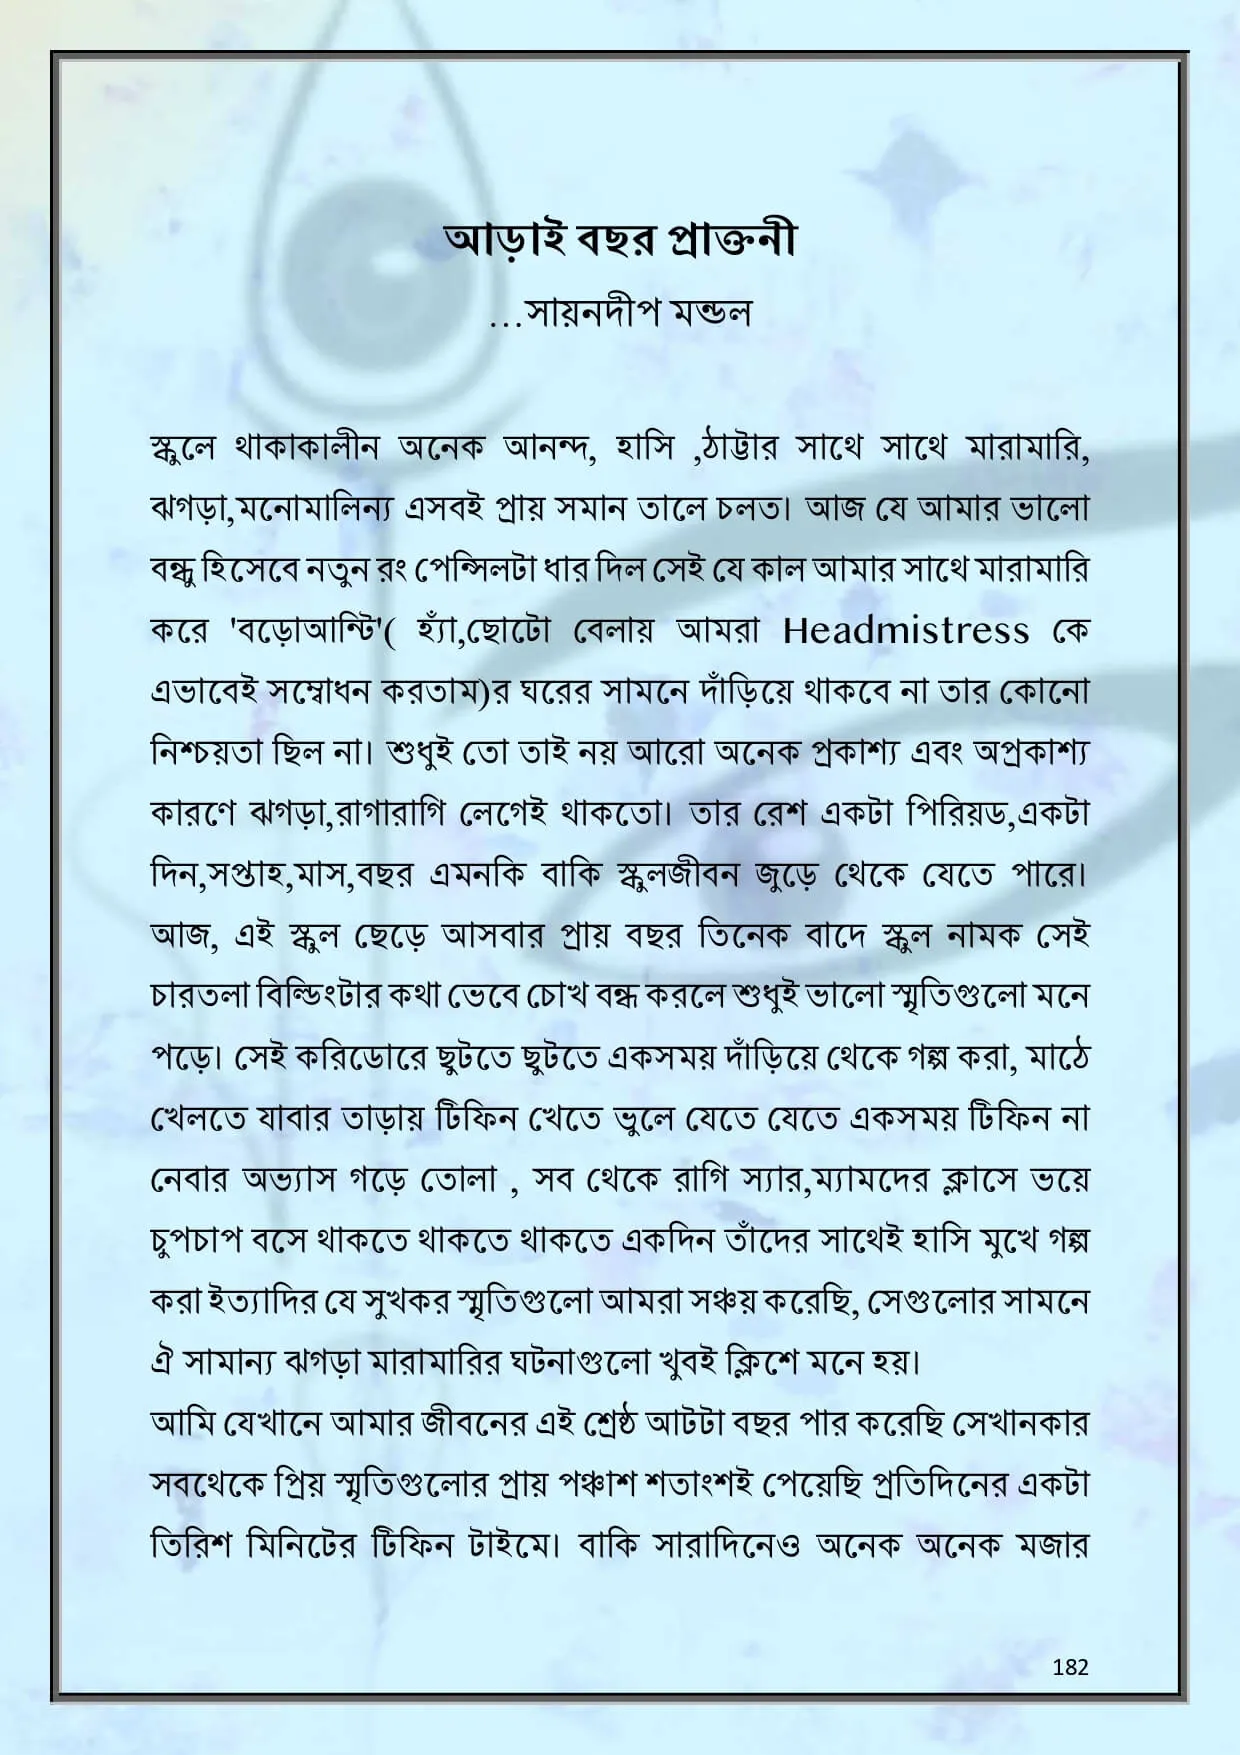 আড়াই বছর প্রাক্তনী
...সায়নদীপ মন্ডল
স্কুলে থাকাকালীন অনেক আনন্দ, হাসি ,ঠাট্টার সাথে সাথে মারামারি,
ঝগড়া,মনোমালিন্য এসবই প্রায় সমান তালে চলত। আজ যে আমার ভালো
বন্ধু হিসেবে নতুন রং পেন্সিলটা ধার দিল সেই যে কাল আমার সাথে মারামারি
করে 'বড়োআন্টি'( হ্যাঁ,ছোটো বেলায় আমরা Headmistress কে
এভাবেই সম্বোধন করতাম)র ঘরের সামনে দাঁড়িয়ে থাকবে না তার কোনো
নিশ্চয়তা ছিল না। শুধুই তো তাই নয় আরো অনেক প্রকাশ্য এবং অপ্রকাশ্য
কারণে ঝগড়া,রাগারাগি লেগেই থাকতো। তার রেশ একটা পিরিয়ড,একটা
দিন,সপ্তাহ,মাস,বছর এমনকি বাকি স্কুলজীবন জুড়ে থেকে যেতে পারে।
আজ, এই স্কুল ছেড়ে আসবার প্রায় বছর তিনেক বাদে স্কুল নামক সেই
চারতলা বিল্ডিংটার কথা ভেবে চোখ বন্ধ করলে শুধুই ভালো স্মৃতিগুলো মনে
পড়ে। সেই করিডোরে ছুটতে ছুটতে একসময় দাঁড়িয়ে থেকে গল্প করা, মাঠে
খেলতে যাবার তাড়ায় টিফিন খেতে ভুলে যেতে যেতে একসময় টিফিন না
নেবার অভ্যাস গড়ে তোলা , সব থেকে রাগি স্যার,ম্যামদের ক্লাসে ভয়ে
চুপচাপ বসে থাকতে থাকতে থাকতে একদিন তাঁদের সাথেই হাসি মুখে গল্প
করা ইত্যাদির যে সুখকর স্মৃতিগুলো আমরা সঞ্চয় করেছি, সেগুলোর সামনে
ঐ সামান্য ঝগড়া মারামারির ঘটনাগুলো খুবই ক্লিশে মনে হয়।
আমি যেখানে আমার জীবনের এই শ্রেষ্ঠ আটটা বছর পার করেছি সেখানকার
সবথেকে প্রিয় স্মৃতিগুলোর প্রায় পঞ্চাশ শতাংশই পেয়েছি প্রতিদিনের একটা
তিরিশ মিনিটের টিফিন টাইমে। বাকি সারাদিনেও অনেক অনেক মজার
182